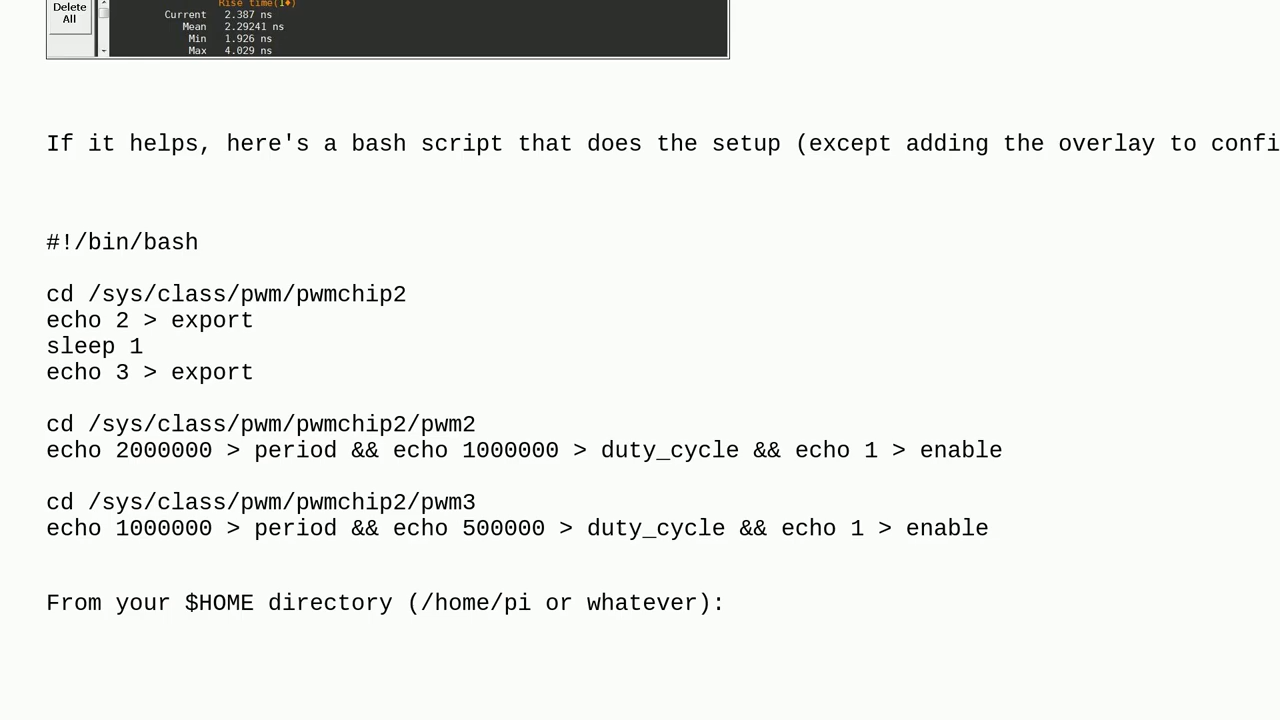 Delete
All
Rise time(1♦)
Current 2.387 ns
Mean 2.29241 ns
Min 1.926 ns
Max 4.029 ns
If it helps, here's a bash script that does the setup (except adding the overlay to confi
#!/bin/bash
cd /sys/class/pwm/pwmchip2
echo 2 > export
sleep 1
echo 3 > export
cd /sys/class/pwm/pwmchip2/pwm2
echo 2000000 > period && echo 1000000 > duty_cycle && echo 1 > enable
cd /sys/class/pwm/pwmchip2/pwm3
echo 1000000 > period && echo 500000 > duty_cycle && echo 1 > enable
From your $HOME directory (/home/pi or whatever):